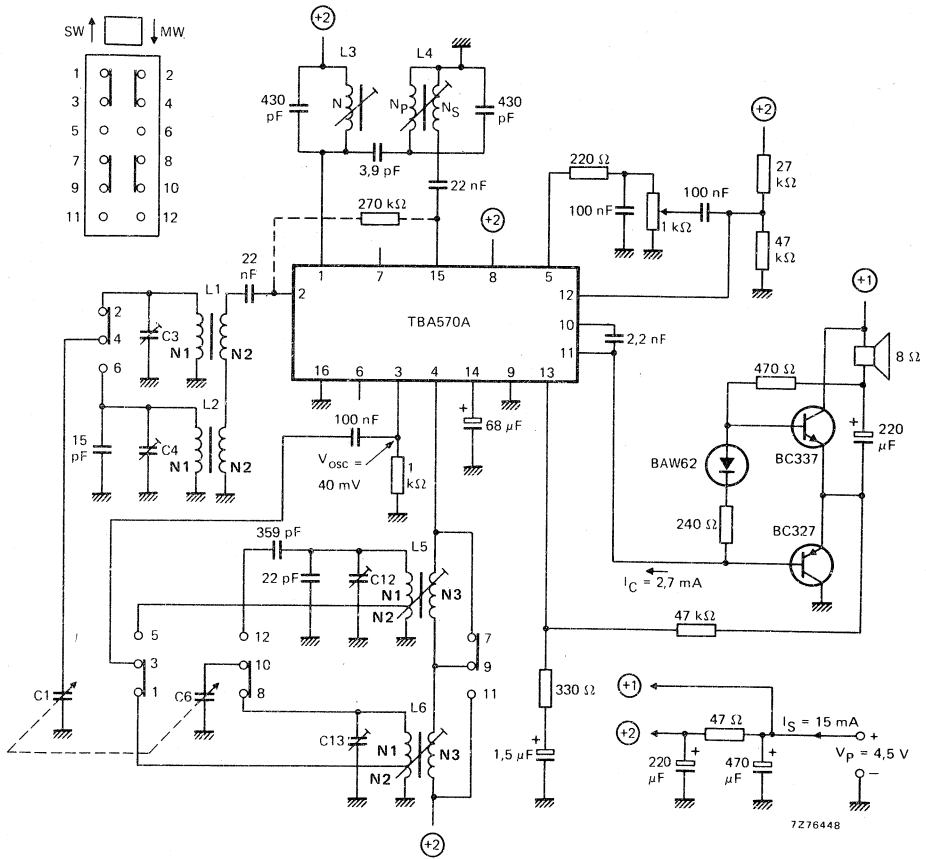 +2
SW
MW
L3
L4
1
2
3
4
5
6
7
8
9
10
11
12
430
pF
N
NP
NS
430
pF
3,9 pF
22 nF
270 kΩ
+2
220 Ω
100 nF
1 kΩ
100 nF
+2
27
kΩ
47
kΩ
22
nF
1
7
15
8
5
2
12
TBA570A
10
11
2,2 nF
16
6
3
4
14
9
13
2
4
6
C3
L1
N1
N2
L2
C4
N1
N2
15
pF
100 nF
VOSC =
40 mV
1
kΩ
+
68 μF
+1
8 Ω
470 Ω
+
220
μF
BC337
BAW62
240 Ω
BC327
IC = 2,7 mA
359 pF
22 pF
C12
L5
N1
N2
N3
5
12
7
3
10
9
1
8
11
C1
C6
47 kΩ
330 Ω
+
1,5 μF
L6
C13
N1
N2
N3
+2
+1
+2
47 Ω
IS = 15 mA
+
VP = 4,5 V
−
+
220
μF
+
470
μF
7Z76448